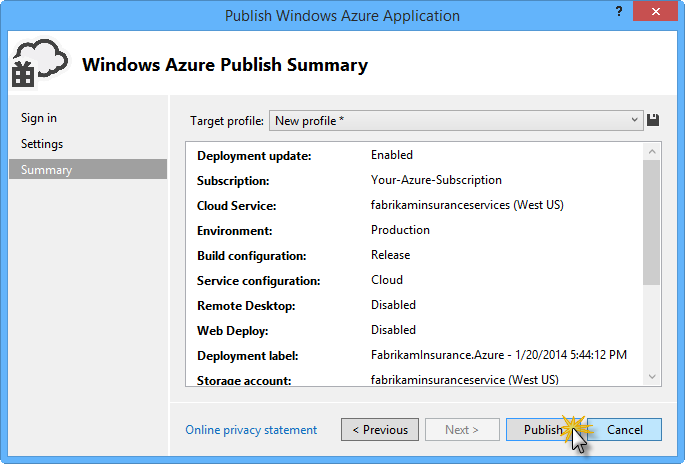 Publish Windows Azure Application
?
Windows Azure Publish Summary
Sign in
Settings
Summary
Target profile: New profile *
Deployment update: Enabled
Subscription: Your-Azure-Subscription
Cloud Service: fabrikaminsuranceservices (West US)
Environment: Production
Build configuration: Release
Service configuration: Cloud
Remote Desktop: Disabled
Web Deploy: Disabled
Deployment label: FabrikamInsurance.Azure - 1/20/2014 5:44:12 PM
Storage account: fabrikaminsuranceservice (West US)
Online privacy statement
< Previous
Next >
Publish
Cancel